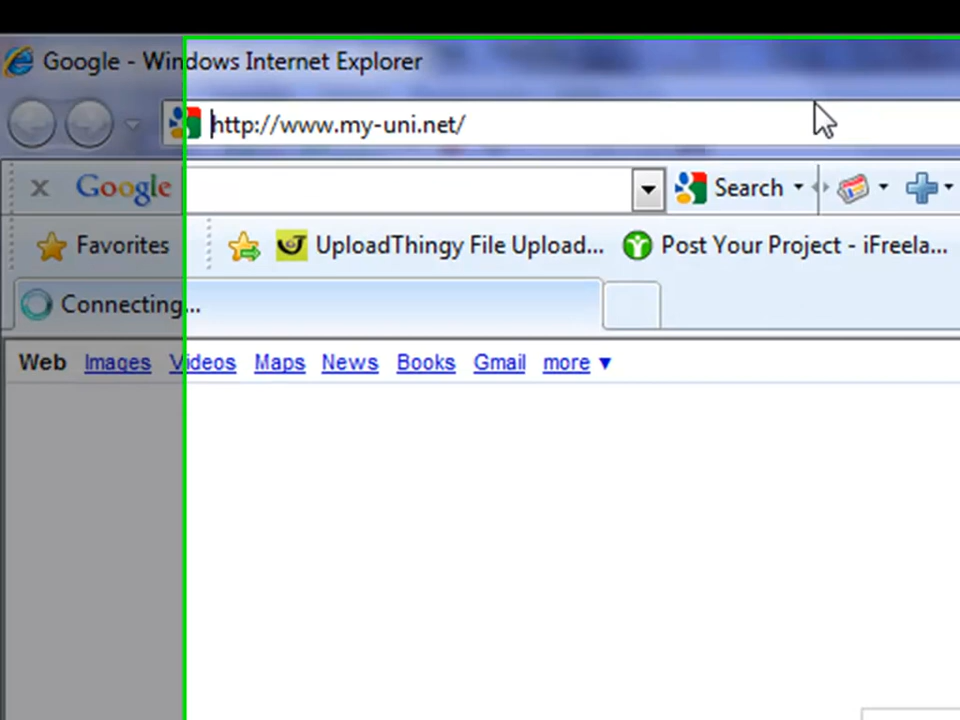 Google - Windows Internet Explorer
http://www.my-uni.net/
x Google Search
Favorites UploadThingy File Upload... Post Your Project - iFreela...
Connecting...
Web Images Videos Maps News Books Gmail more ▼